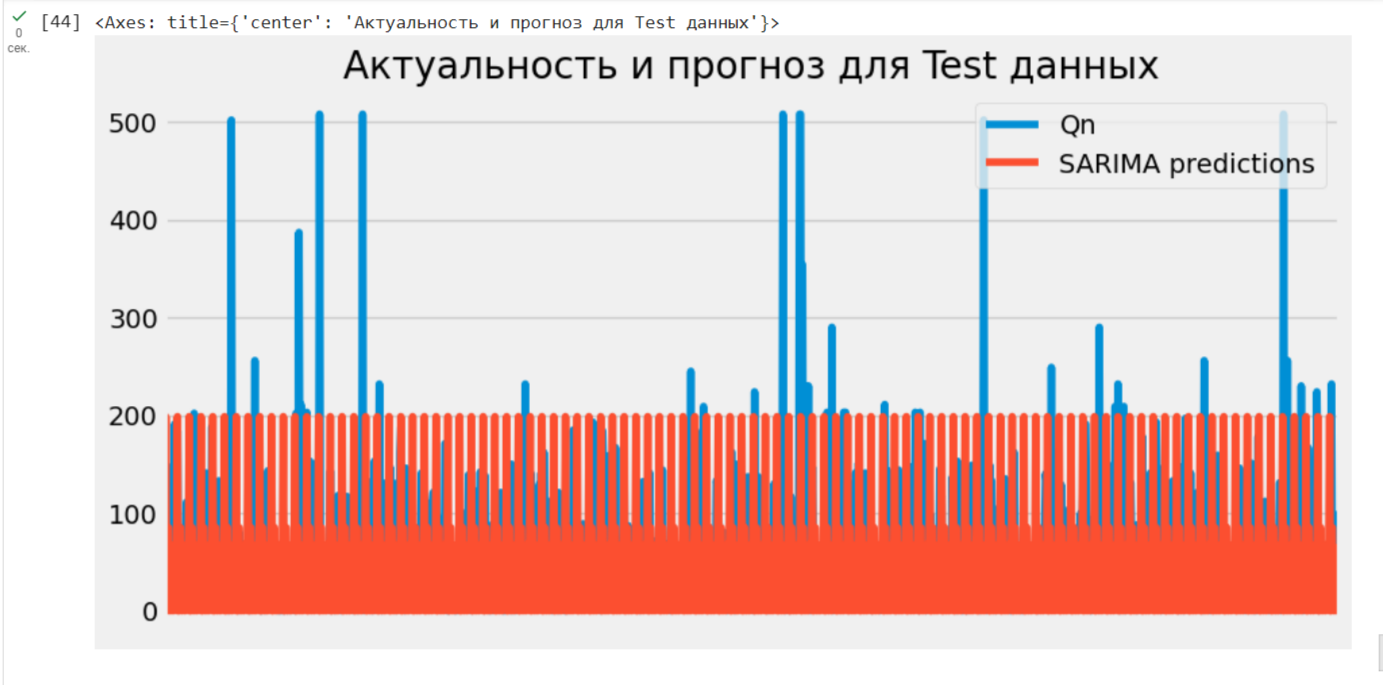 [44] <Axes: title={'center': 'Актуальность и прогноз для Test данных'}>
0
сек.
Актуальность и прогноз для Test данных
500
400
300
200
100
0
Qn
SARIMA predictions